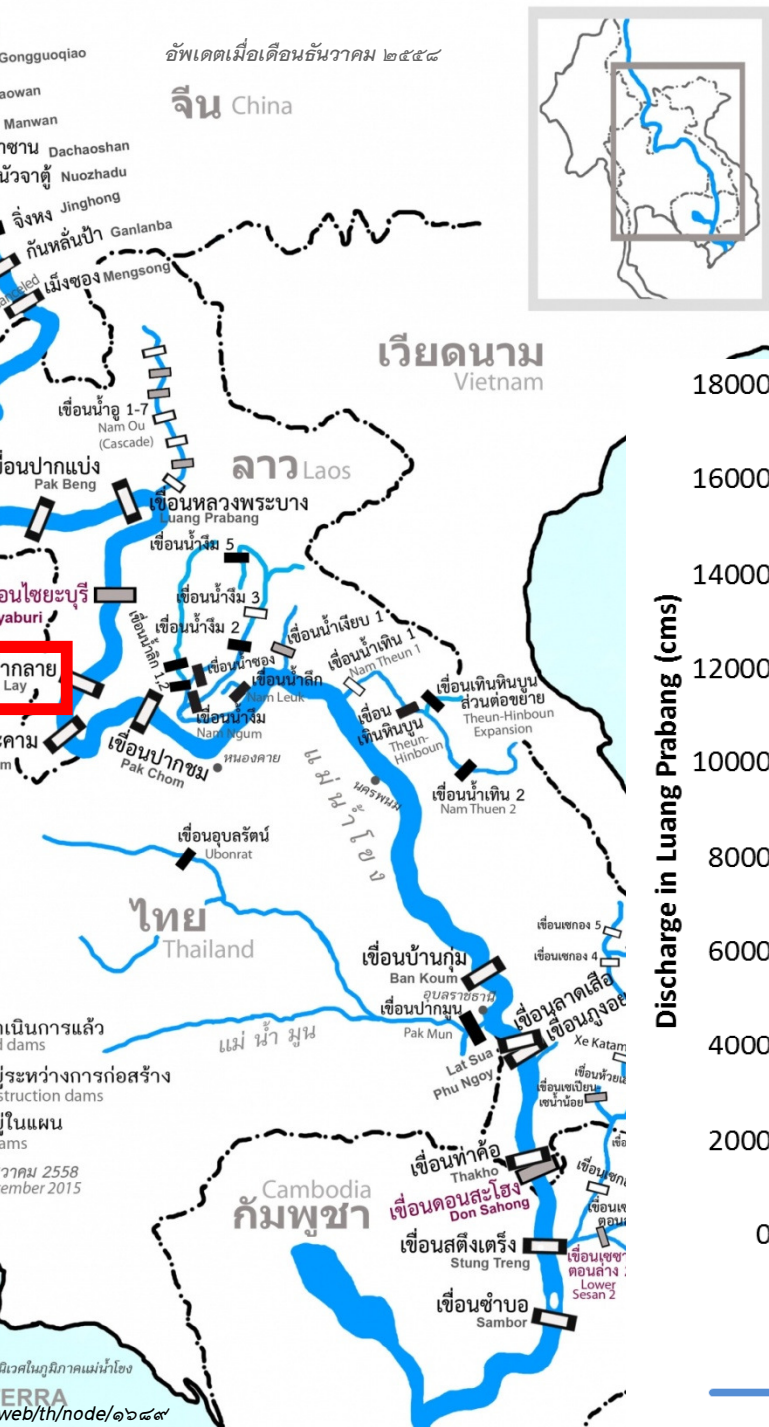 Gongguoqiao
อัพเดตเมื่อเดือนธันวาคม ๒๕๕๘
จีน China
Manwan
Dachaoshan
Nuozhadu
จิ่งหง Jinghong
กันหลั่นป้า Ganlanba
เม็งซอง Mengsong
เวียดนาม
Vietnam
เขื่อนน้ำอู 1-7
Nam Ou
(Cascade)
ลาว Laos
Pak Beng
เขื่อนหลวงพระบาง
Luang Prabang
เขื่อนน้ำงึม 5
เขื่อนน้ำงึม 3
เขื่อนน้ำงึม 2
เขื่อนน้ำเงียบ 1
เขื่อนน้ำลิก 1,2
เขื่อนน้ำซอง
เขื่อนน้ำลึก
Nam Leuk
เขื่อนน้ำงึม
Nam Ngum
เขื่อนน้ำเทิน 1
Nam Theun 1
เขื่อนเทินหินบูน
ส่วนต่อขยาย
Theun-Hinboun
Expansion
เขื่อน
เทินหินบูน
Theun-
Hinboun
เขื่อนน้ำเทิน 2
Nam Thuen 2
Lay
เขื่อนปากชม
Pak Chom
หนองคาย
นครพนม
แม่น้ำโขง
เขื่อนอุบลรัตน์
Ubonrat
ไทย
Thailand
เขื่อนบ้านกุ่ม
Ban Koum
อุบลราชธานี
เขื่อนปากมูน
Pak Mun
แม่ น้ำ มูน
เขื่อนลาดเสือ
เขื่อนภูงอย
Lat Sua
Phu Ngoy
เขื่อนเซกอง 5
เขื่อนเซกอง 4
เขื่อนเซเปียน
เซน้ำน้อย
เขื่อนท่าค้อ
Thakho
เขื่อนดอนสะโฮง
Don Sahong
Cambodia
กัมพูชา
เขื่อนสตึงเตร็ง
Stung Treng
ตอนล่าง
Lower
Sesan 2
เขื่อนซำบอ
Sambor
dams
2558
2015
web/th/node/๑๖๘๙
Discharge in Luang Prabang (cms)
18000
16000
14000
12000
10000
8000
6000
4000
2000
0